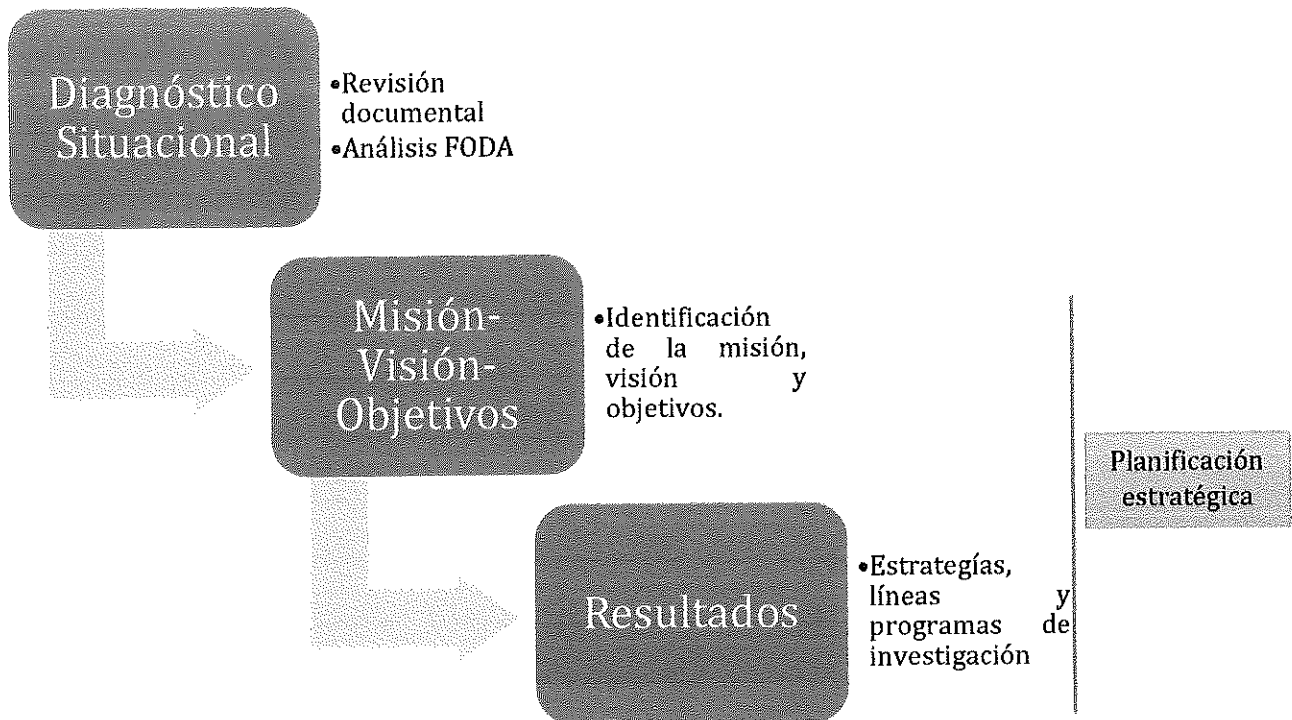 Diagnóstico
Situacional
•Revisión
documental
•Análisis FODA
Misión-
Visión-
Objetivos
•Identificación
de la misión,
visión y
objetivos.
Resultados
•Estrategías,
líneas y
programas de
investigación
Planificación
estratégica